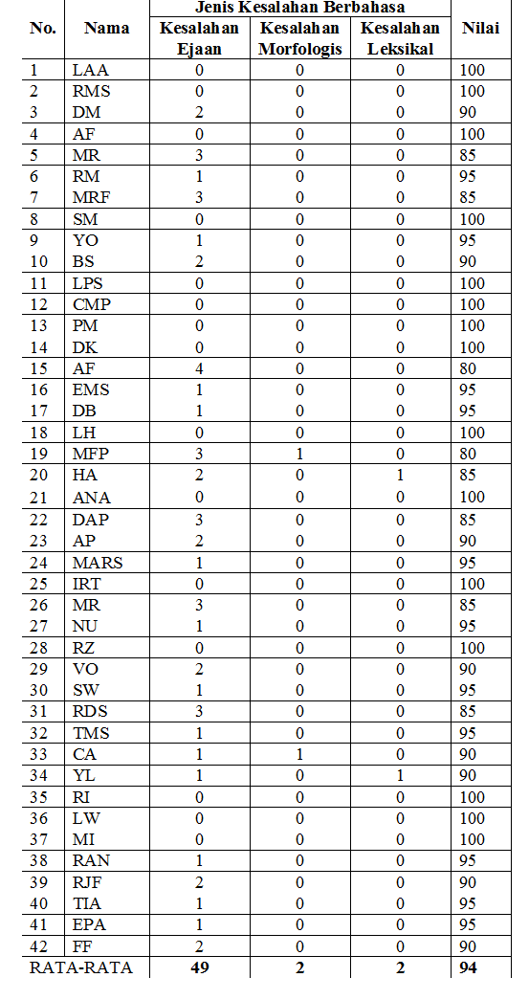 No. Nama Jenis Kesalahan Berbahasa Nilai
Kesalahan Ejaan Kesalahan Morfologis Kesalahan Leksikal
1 LAA 0 0 0 100
2 RMS 0 0 0 100
3 DM 2 0 0 90
4 AF 0 0 0 100
5 MR 3 0 0 85
6 RM 1 0 0 95
7 MRF 3 0 0 85
8 SM 0 0 0 100
9 YO 1 0 0 95
10 BS 2 0 0 90
11 LPS 0 0 0 100
12 CMP 0 0 0 100
13 PM 0 0 0 100
14 DK 0 0 0 100
15 AF 4 0 0 80
16 EMS 1 0 0 95
17 DB 1 0 0 95
18 LH 0 0 0 100
19 MFP 3 1 0 80
20 HA 2 0 1 85
21 ANA 0 0 0 100
22 DAP 3 0 0 85
23 AP 2 0 0 90
24 MARS 1 0 0 95
25 IRT 0 0 0 100
26 MR 3 0 0 85
27 NU 1 0 0 95
28 RZ 0 0 0 100
29 VO 2 0 0 90
30 SW 1 0 0 95
31 RDS 3 0 0 85
32 TMS 1 0 0 95
33 CA 1 1 0 90
34 YL 1 0 1 90
35 RI 0 0 0 100
36 LW 0 0 0 100
37 MI 0 0 0 100
38 RAN 1 0 0 95
39 RJF 2 0 0 90
40 TIA 1 0 0 95
41 EPA 1 0 0 95
42 FF 2 0 0 90
RATA-RATA 49 2 2 94